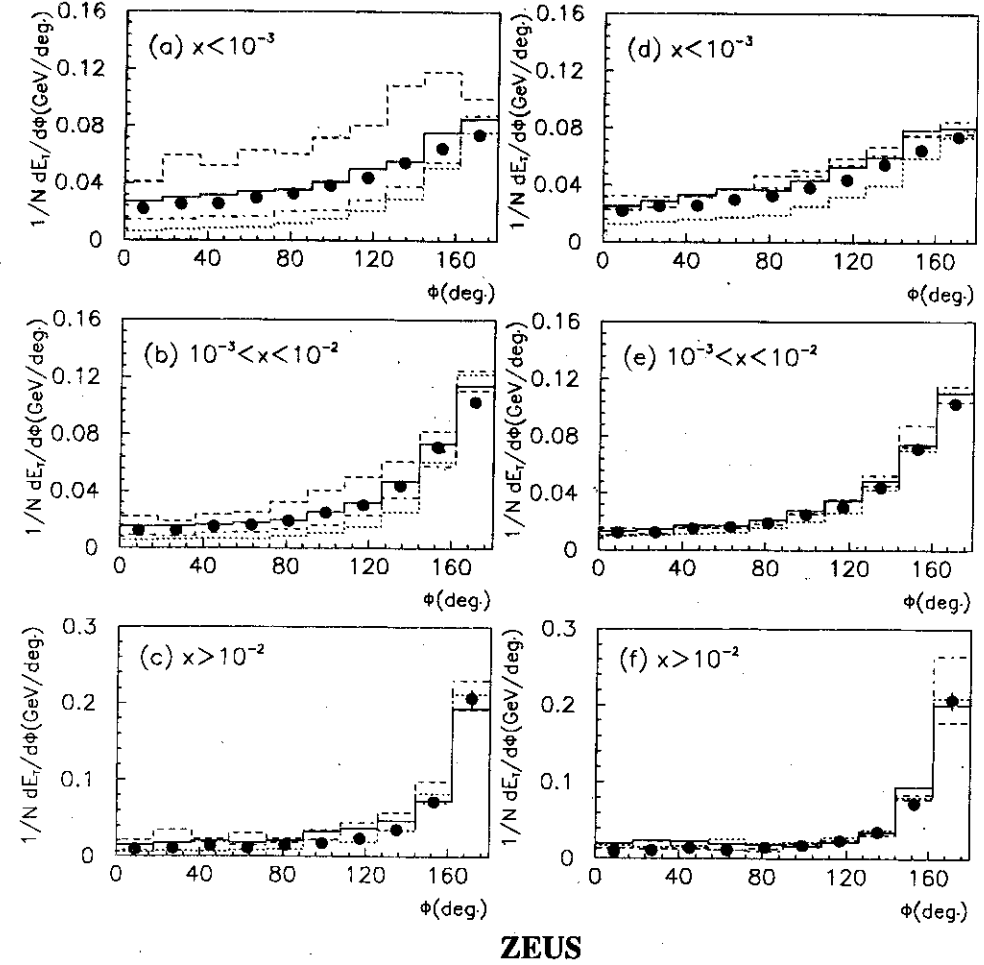 0.16
0.12
0.08
0.04
0
1/N dE_T/dΦ(GeV/deg.)
(a) x<10⁻³
0 40 80 120 160
Φ(deg.)
0.16
0.12
0.08
0.04
0
1/N dE_T/dΦ(GeV/deg.)
(d) x<10⁻³
0 40 80 120 160
Φ(deg.)
0.16
0.12
0.08
0.04
0
1/N dE_T/dΦ(GeV/deg.)
(b) 10⁻³<x<10⁻²
0 40 80 120 160
Φ(deg.)
0.16
0.12
0.08
0.04
0
1/N dE_T/dΦ(GeV/deg.)
(e) 10⁻³<x<10⁻²
0 40 80 120 160
Φ(deg.)
0.3
0.2
0.1
0
1/N dE_T/dΦ(GeV/deg.)
(c) x>10⁻²
0 40 80 120 160
Φ(deg.)
0.3
0.2
0.1
0
1/N dE_T/dΦ(GeV/deg.)
(f) x>10⁻²
0 40 80 120 160
Φ(deg.)
ZEUS